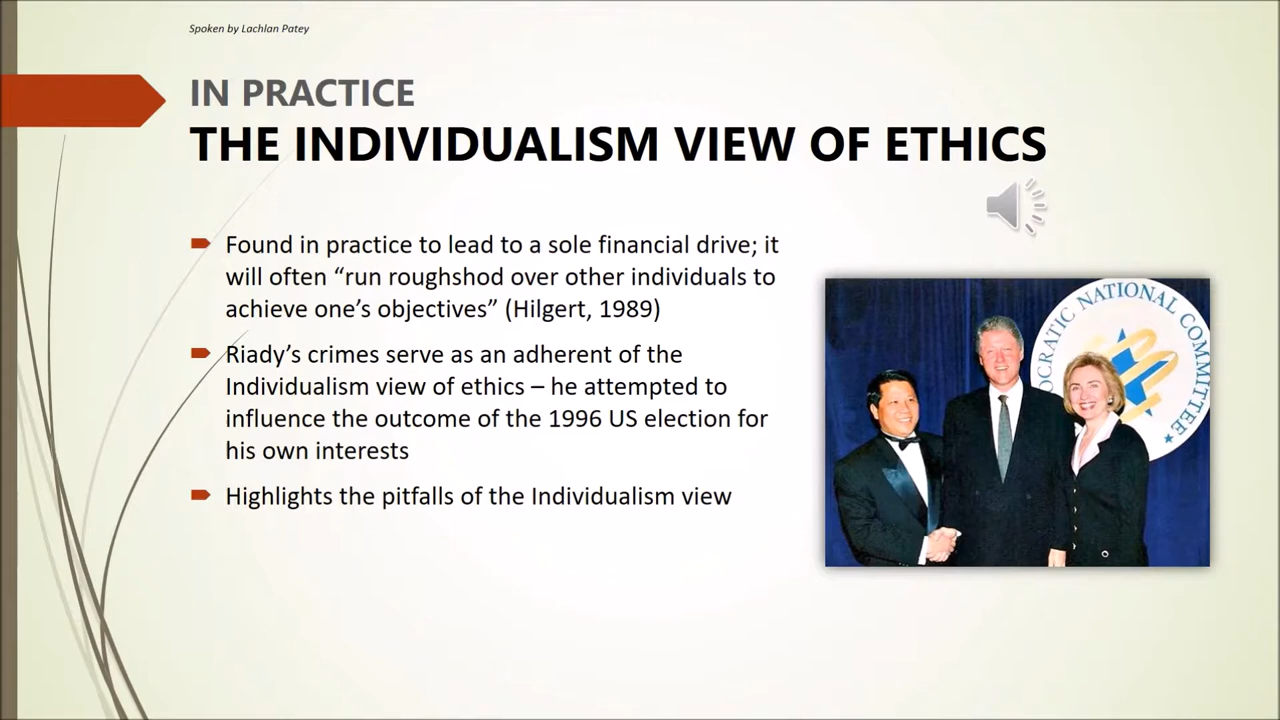 Spoken by Lachlan Patey
IN PRACTICE
THE INDIVIDUALISM VIEW OF ETHICS
Found in practice to lead to a sole financial drive; it
will often “run roughshod over other individuals to
achieve one’s objectives” (Hilgert, 1989)
Riady’s crimes serve as an adherent of the
Individualism view of ethics – he attempted to
influence the outcome of the 1996 US election for
his own interests
Highlights the pitfalls of the Individualism view
OCRATIC NATIONAL COMMITTEE